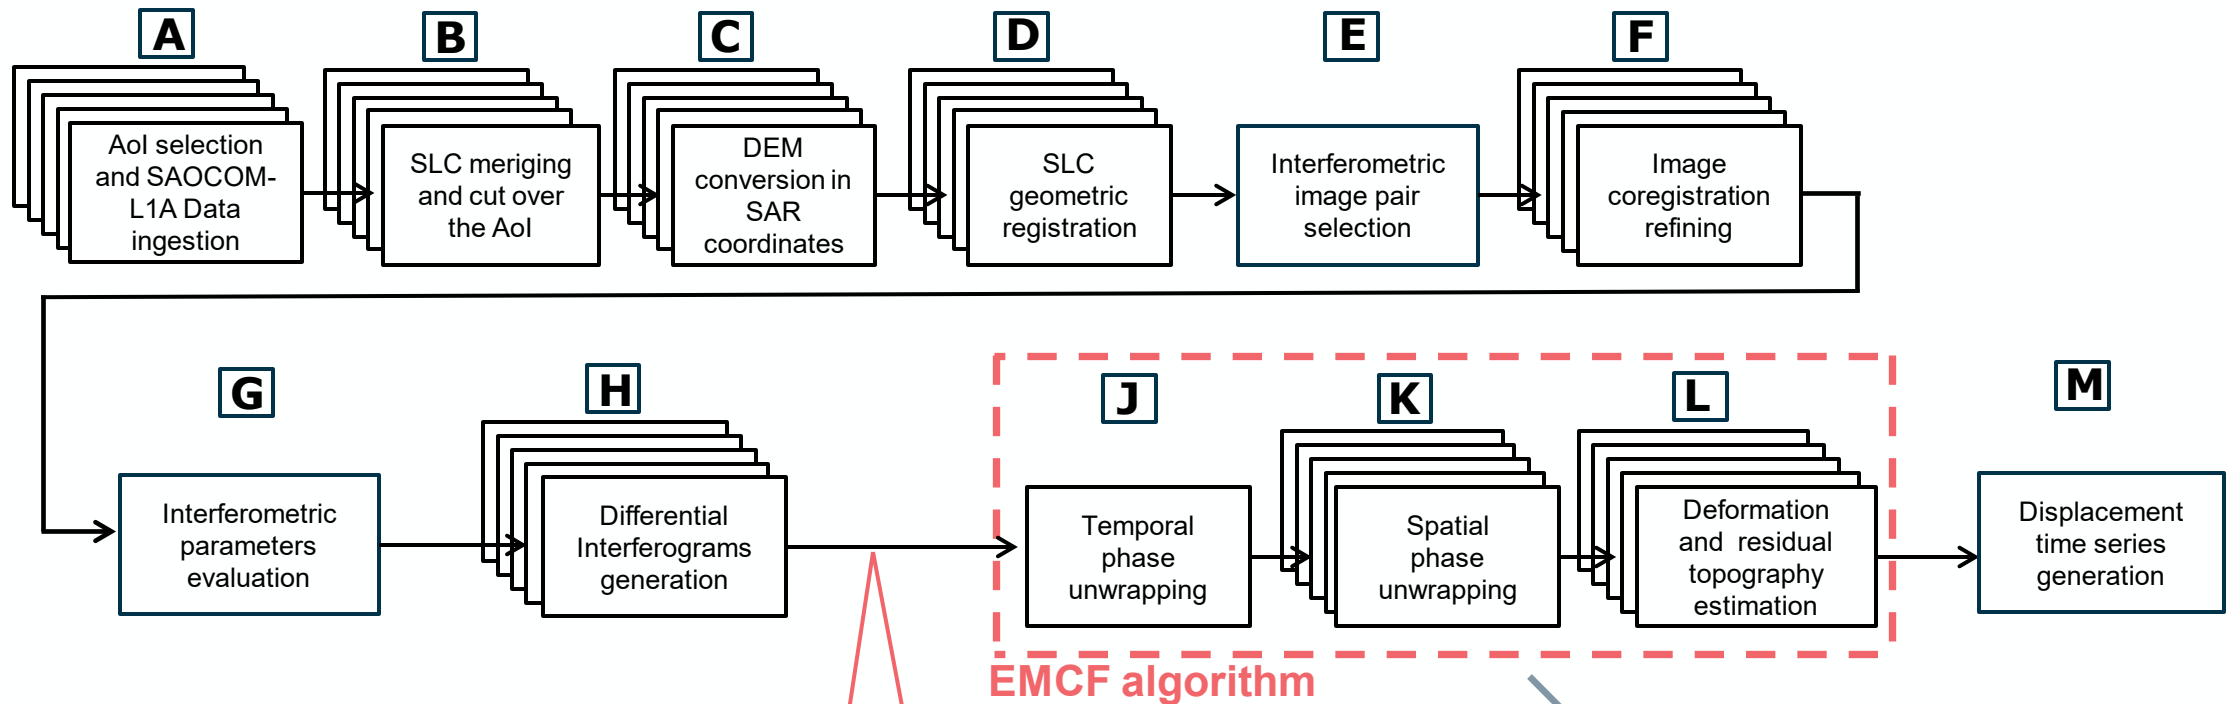 A
B
C
D
E
F
AoI selection
and SAOCOM-
L1A Data
ingestion
SLC meriging
and cut over
the AoI
DEM
conversion in
SAR
coordinates
SLC
geometric
registration
Interferometric
image pair
selection
Image
coregistration
refining
G
H
J
K
L
M
Interferometric
parameters
evaluation
Differential
Interferograms
generation
Temporal
phase
unwrapping
Spatial
phase
unwrapping
Deformation
and residual
topography
estimation
Displacement
time series
generation
EMCF algorithm